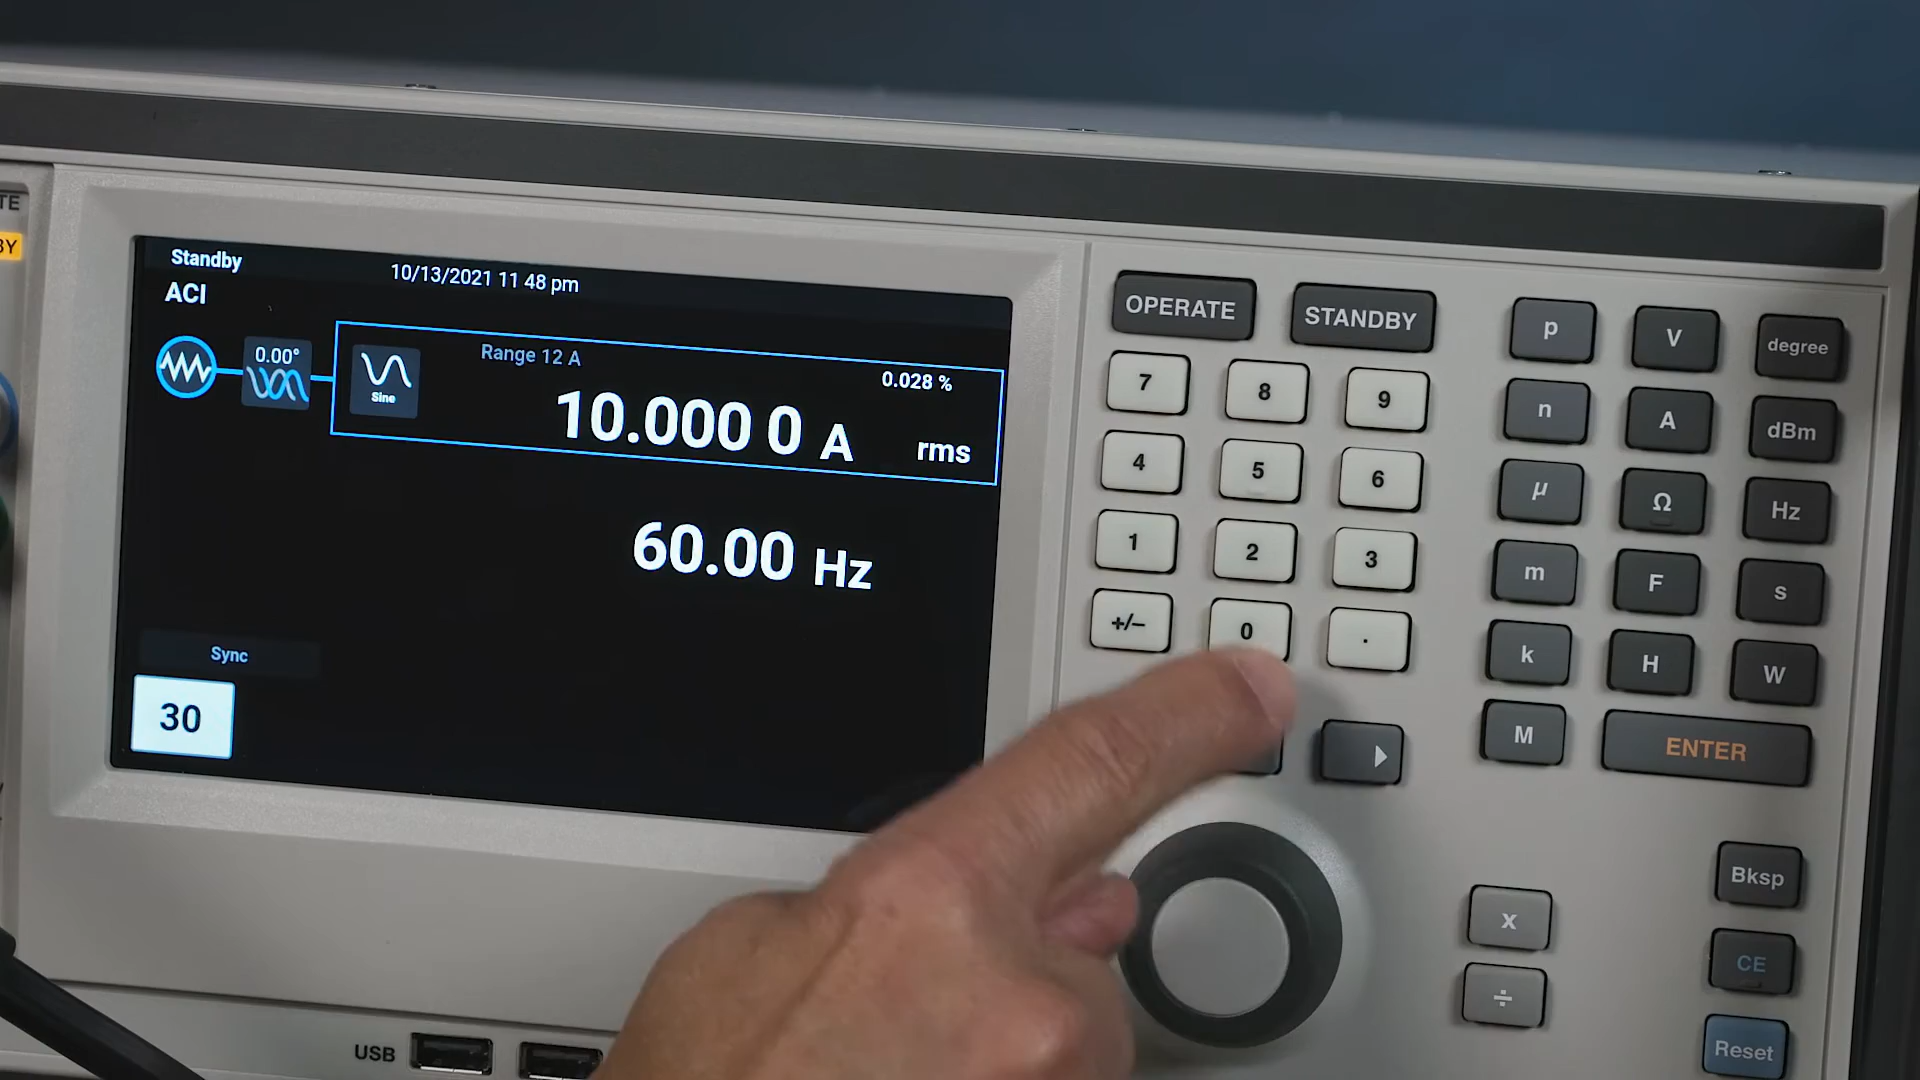 TE
BY
Standby
10/13/2021 11 48 pm
ACI
0.00°
Sine
Range 12 A
0.028 %
10.000 0 A
rms
60.00 Hz
Sync
30
OPERATE
STANDBY
p
V
degree
7
8
9
n
A
dBm
4
5
6
µ
Ω
Hz
1
2
3
m
F
s
+/−
0
.
k
H
W
M
ENTER
Bksp
x
CE
÷
Reset
USB